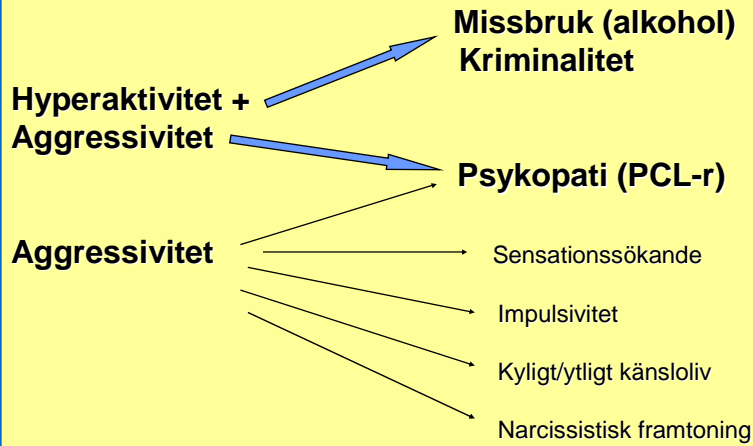 Missbruk (alkohol)
Kriminalitet
Hyperaktivitet +
Aggressivitet
Psykopati (PCL-r)
Aggressivitet
Sensationssökande
Impulsivitet
Kyligt/ytligt känsloliv
Narcissistisk framtoning